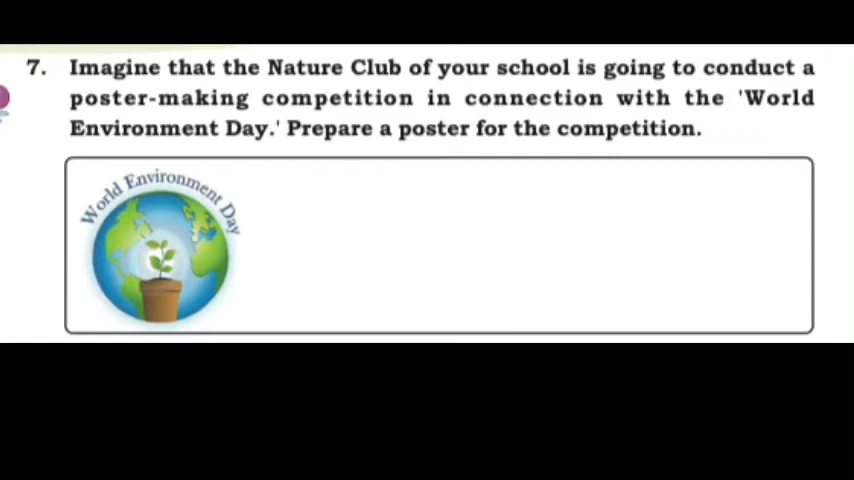 7. Imagine that the Nature Club of your school is going to conduct a
poster-making competition in connection with the 'World
Environment Day.' Prepare a poster for the competition.
World Environment Day